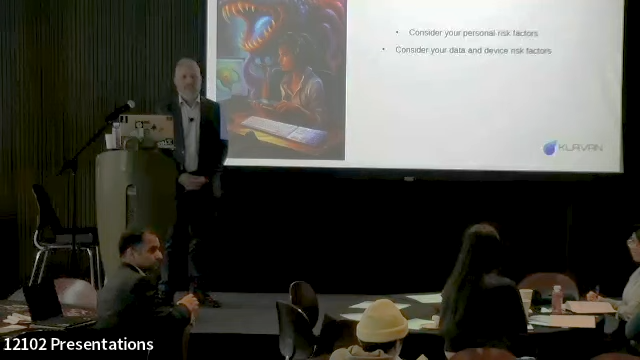 • Consider your personal risk factors
• Consider your data and device risk factors
KLAVAN
12102 Presentations